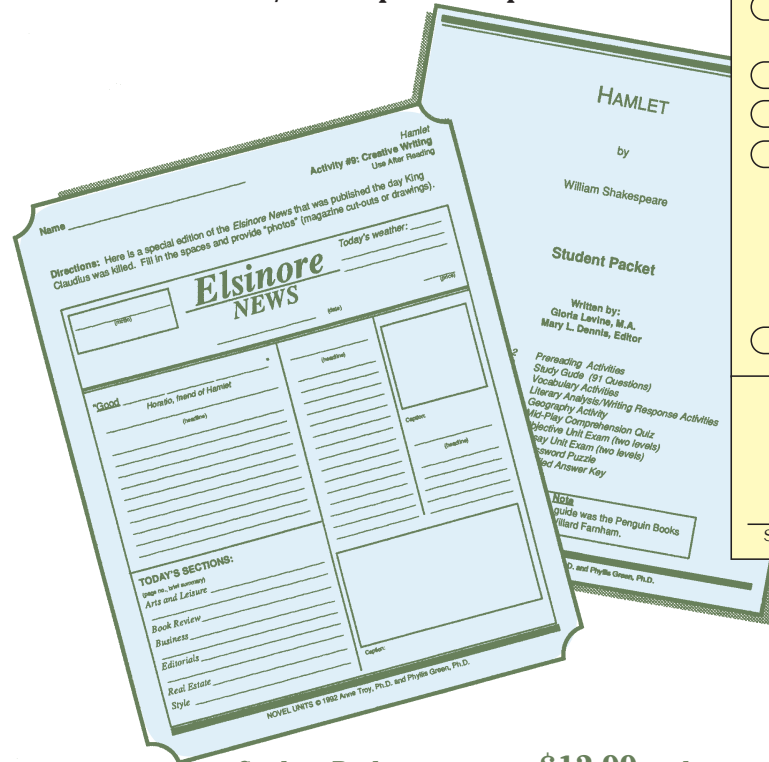 Hamlet
Activity #9: Creative Writing
Use After Reading
Name
Directions: Here is a special edition of the Elsinore News that was published the day King
Claudius was killed. Fill in the spaces and provide "photos" (magazine cut-outs or drawings).
(motto)
Elsinore
NEWS
Today's weather:
(date)
(price)
"Good "
Horatio, friend of Hamlet
(headline)
(headline)
Caption:
(headline)
TODAY'S SECTIONS:
(page no., brief summary)
Arts and Leisure
Book Review
Business
Editorials
Real Estate
Style
Caption:
NOVEL UNITS © 1992 Anne Troy, Ph.D. and Phyllis Green, Ph.D.
HAMLET
by
William Shakespeare
Student Packet
Written by:
Gloria Levine, M.A.
Mary L. Dennis, Editor
Prereading Activities
Study Guide (91 Questions)
Vocabulary Activities
Literary Analysis/Writing Response Activities
Geography Activity
Mid-Play Comprehension Quiz
bjective Unit Exam (two levels)
say Unit Exam (two levels)
ssword Puzzle
Answer Key
Note
guide was the Penguin Books
illard Farnham.
D. and Phyllis Green, Ph.D.